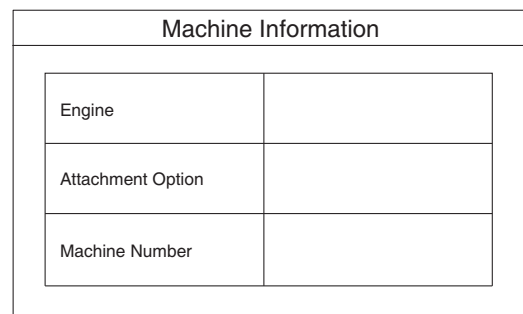 Machine Information
Engine
Attachment Option
Machine Number